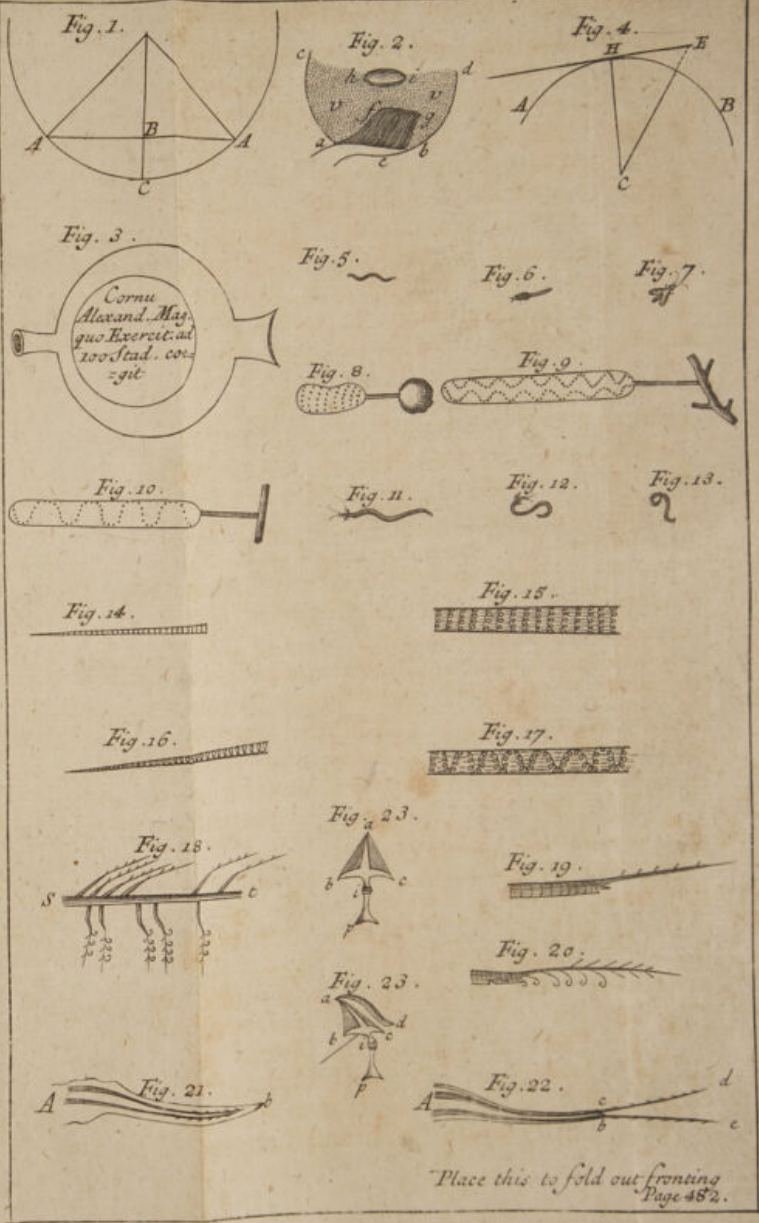 Fig. 1.
A B A
C
Fig. 2.
c d
h i
v v
f g
a e b
Fig. 4.
H E
A B
C
Fig. 3.
Cornu
Alexand. Mag.
quo Exercit. ad
100 Stad. co
=git
Fig. 5.
Fig. 6.
Fig. 7.
Fig. 8.
Fig. 9.
Fig. 10.
Fig. 11.
Fig. 12.
Fig. 13.
Fig. 14.
Fig. 15.
Fig. 16.
Fig. 17.
Fig. 18.
S t
Fig. 23.
a
b c
i
p
Fig. 19.
Fig. 20.
Fig. 23.
a d
b c
i
p
Fig. 21.
A b
Fig. 22.
A c d
b e
Place this to fold out fronting
Page 482.